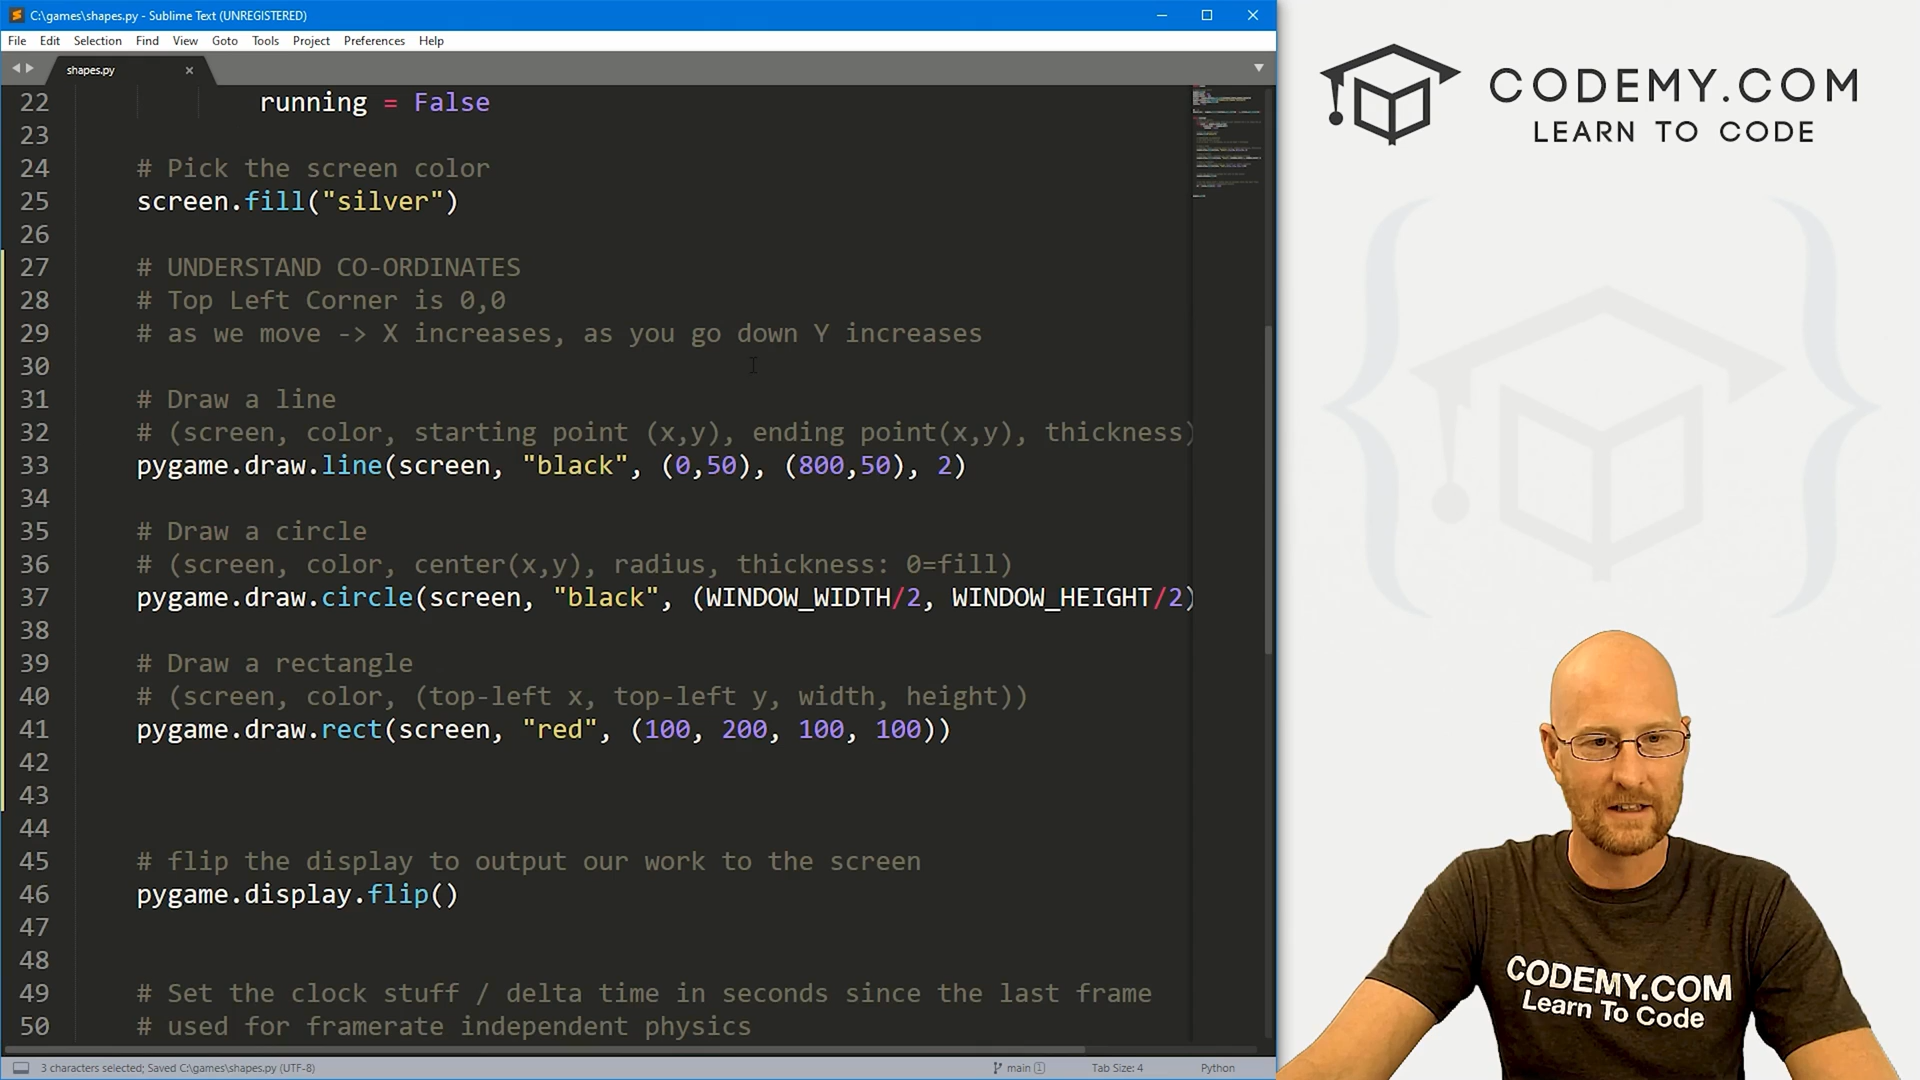 C:\games\shapes.py - Sublime Text (UNREGISTERED)
File Edit Selection Find View Goto Tools Project Preferences Help
shapes.py
22 running = False
23
24 # Pick the screen color
25 screen.fill("silver")
26
27 # UNDERSTAND CO-ORDINATES
28 # Top Left Corner is 0,0
29 # as we move -> X increases, as you go down Y increases
30
31 # Draw a line
32 # (screen, color, starting point (x,y), ending point(x,y), thickness)
33 pygame.draw.line(screen, "black", (0,50), (800,50), 2)
34
35 # Draw a circle
36 # (screen, color, center(x,y), radius, thickness: 0=fill)
37 pygame.draw.circle(screen, "black", (WINDOW_WIDTH/2, WINDOW_HEIGHT/2)
38
39 # Draw a rectangle
40 # (screen, color, (top-left x, top-left y, width, height))
41 pygame.draw.rect(screen, "red", (100, 200, 100, 100))
42
43
44
45 # flip the display to output our work to the screen
46 pygame.display.flip()
47
48
49 # Set the clock stuff / delta time in seconds since the last frame
50 # used for framerate independent physics
3 characters selected; Saved C:\games\shapes.py (UTF-8)
main 1
Tab Size: 4
Python
CODEMY.COM
LEARN TO CODE
CODEMY.COM
Learn To Code